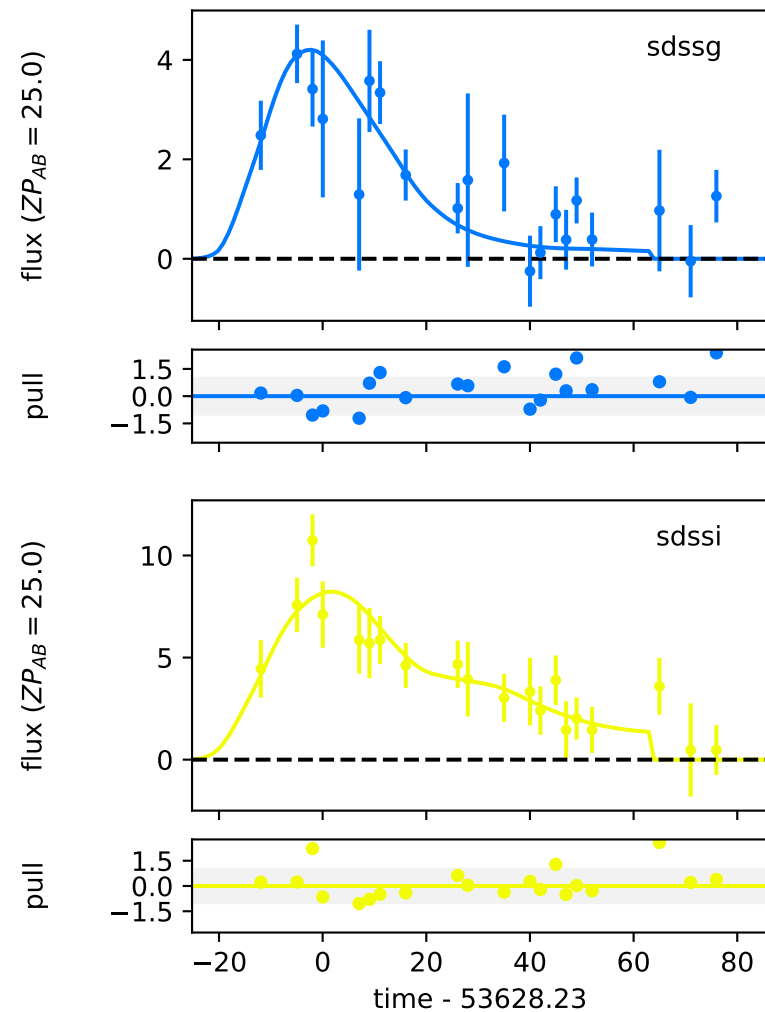 sdssg
flux (ZP_AB = 25.0)
4
2
0
pull
1.5
0.0
−1.5
sdssi
flux (ZP_AB = 25.0)
10
5
0
pull
1.5
0.0
−1.5
−20 0 20 40 60 80
time - 53628.23